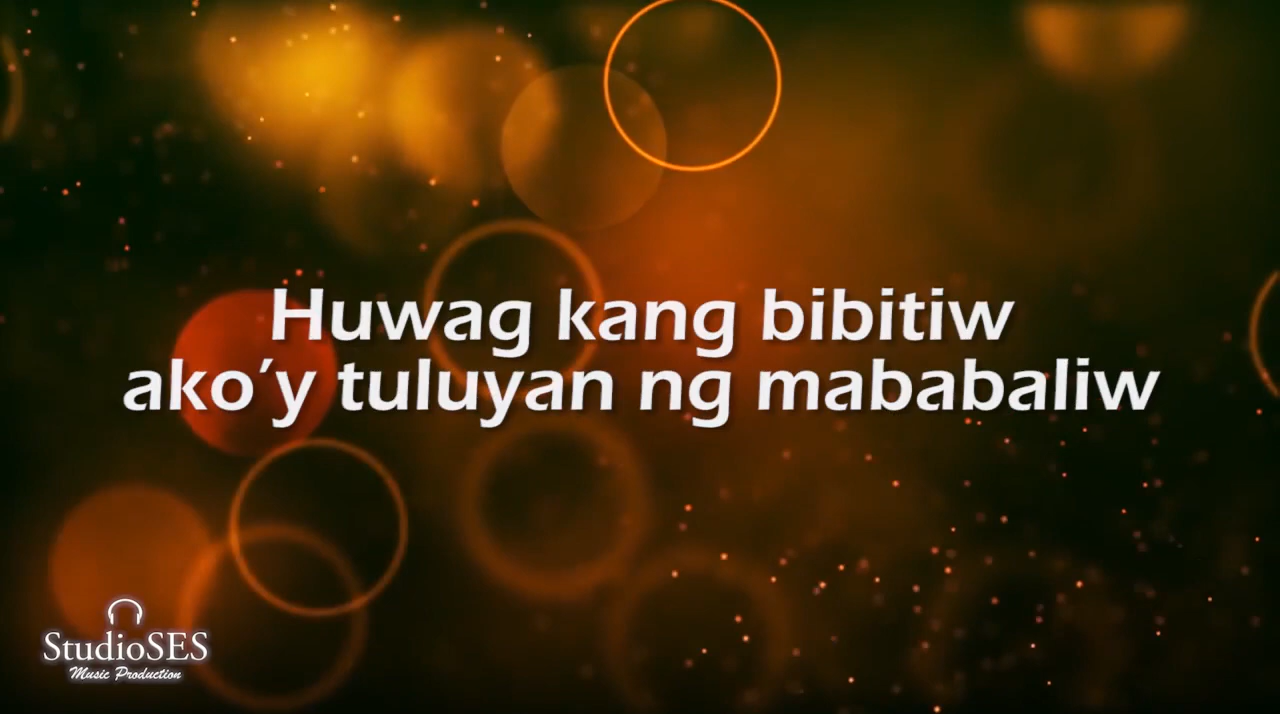 Huwag kang bibitiw
ako’y tuluyan ng mababaliw
StudioSES
Music Production